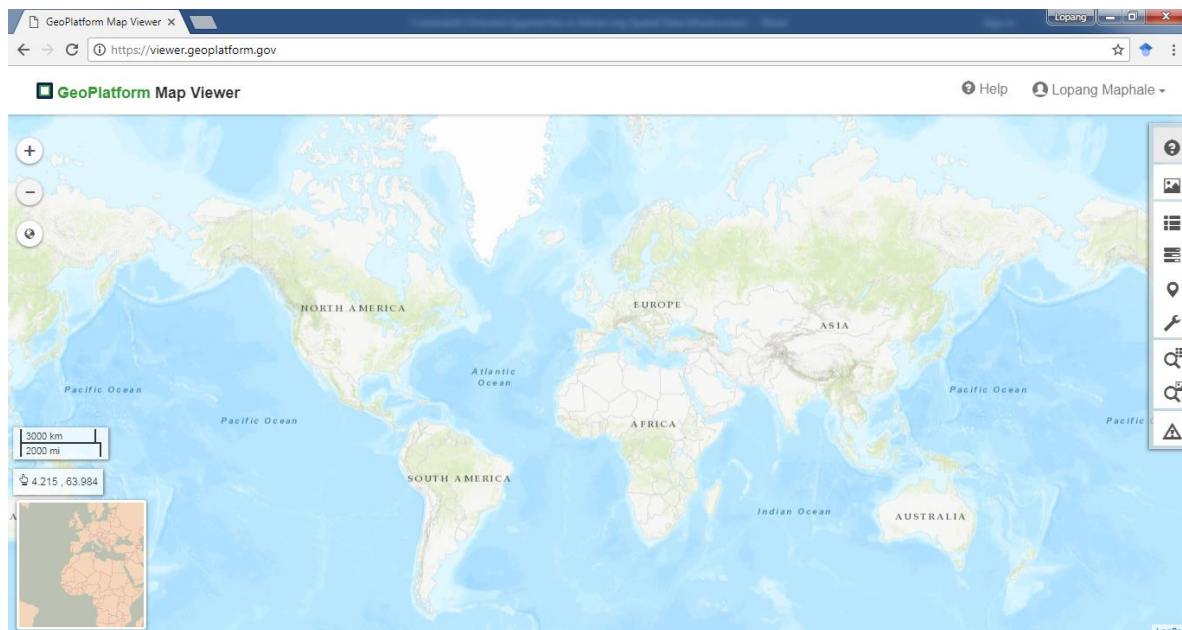 GeoPlatform Map Viewer
Lopang
https://viewer.geoplatform.gov
GeoPlatform Map Viewer
Help
Lopang Maphale
NORTH AMERICA
EUROPE
ASIA
Atlantic
Ocean
Pacific Ocean
Pacific Ocean
Pacific Ocean
Pacific
AFRICA
3000 km
2000 mi
SOUTH AMERICA
4.215 , 63.984
Indian Ocean
AUSTRALIA
A